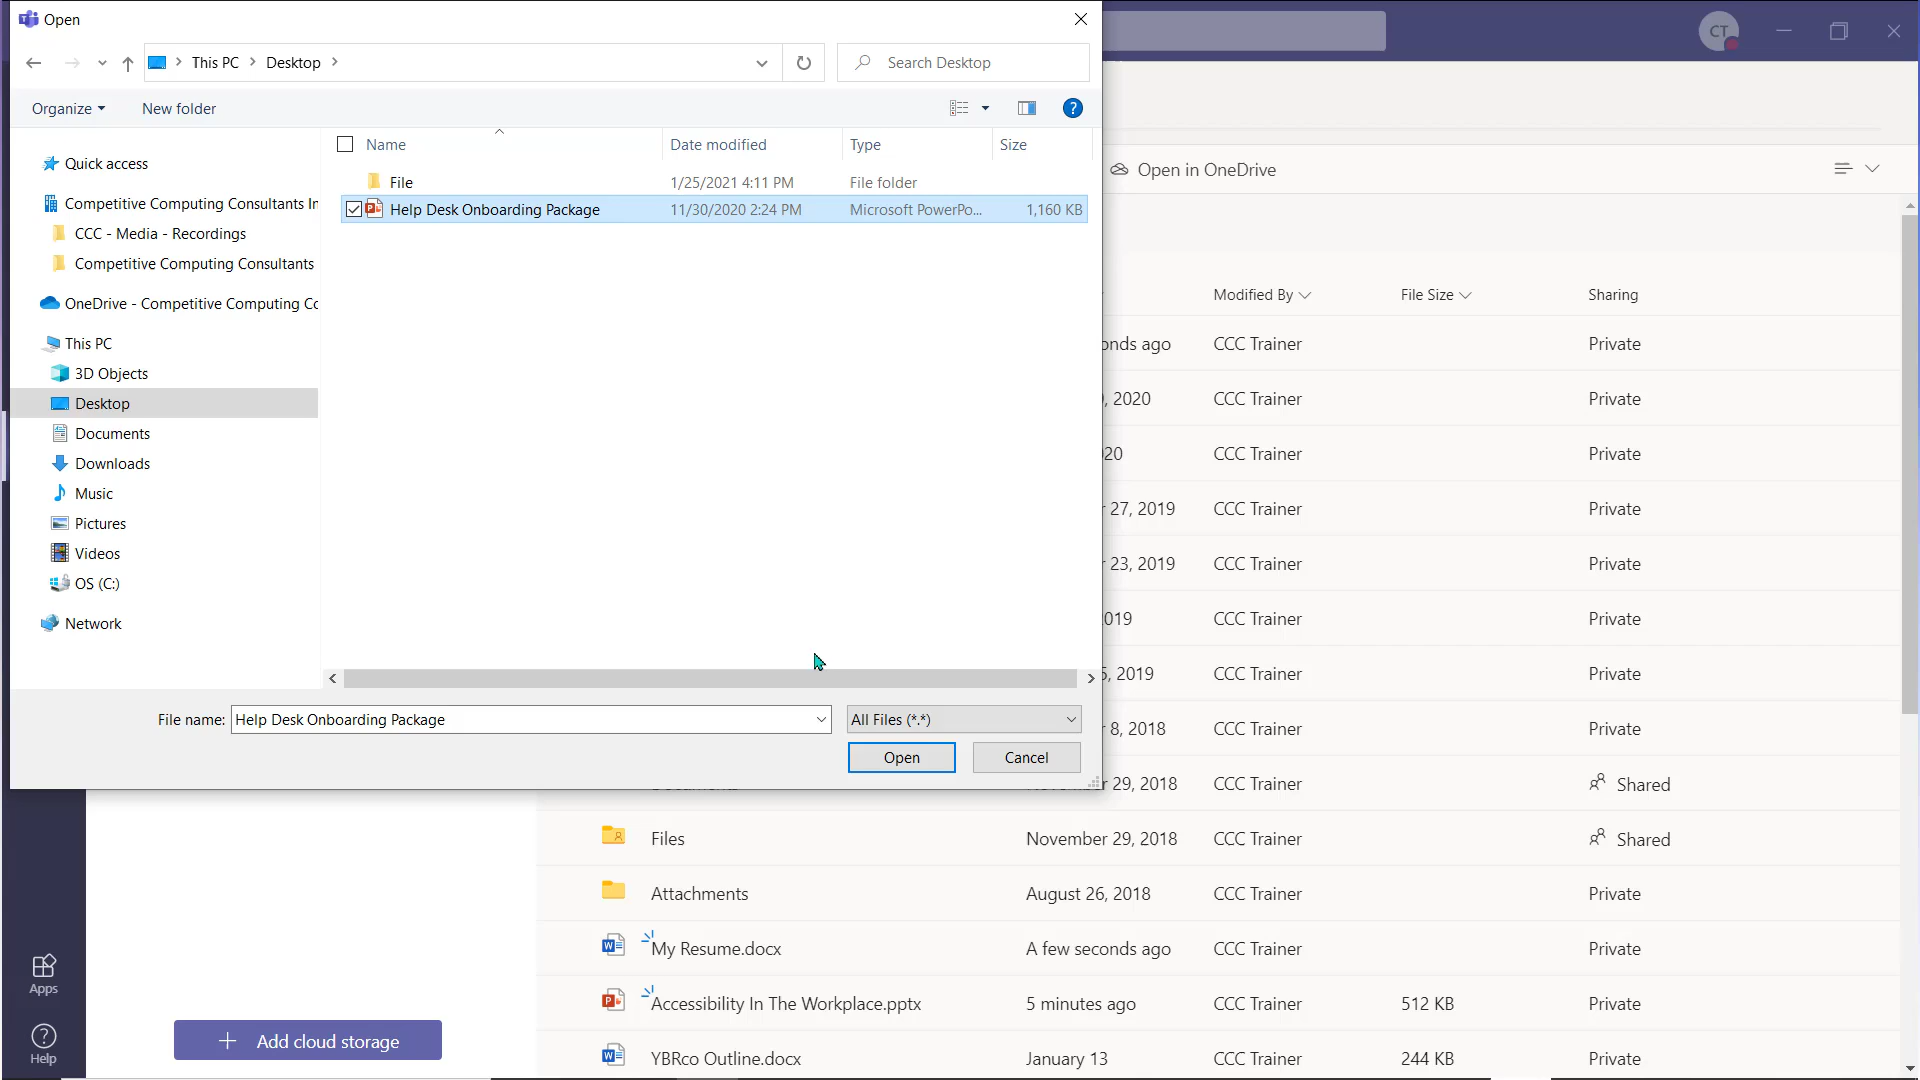 Open
This PC
Desktop
Search Desktop
CT
Organize
New folder
?
Open in OneDrive
Name
Date modified
Type
Size
Quick access
Competitive Computing Consultants In
CCC - Media - Recordings
Competitive Computing Consultants
OneDrive - Competitive Computing Co
This PC
3D Objects
Desktop
Documents
Downloads
Music
Pictures
Videos
OS (C:)
Network
File 1/25/2021 4:11 PM File folder
Help Desk Onboarding Package 11/30/2020 2:24 PM Microsoft PowerPo... 1,160 KB
File name: Help Desk Onboarding Package
All Files (*.*)
Open
Cancel
Modified By File Size Sharing
onds ago CCC Trainer Private
, 2020 CCC Trainer Private
20 CCC Trainer Private
27, 2019 CCC Trainer Private
23, 2019 CCC Trainer Private
2019 CCC Trainer Private
5, 2019 CCC Trainer Private
8, 2018 CCC Trainer Private
29, 2018 CCC Trainer Shared
Files November 29, 2018 CCC Trainer Shared
Attachments August 26, 2018 CCC Trainer Private
My Resume.docx A few seconds ago CCC Trainer Private
Accessibility In The Workplace.pptx 5 minutes ago CCC Trainer 512 KB Private
YBRco Outline.docx January 13 CCC Trainer 244 KB Private
Apps
Help
Add cloud storage